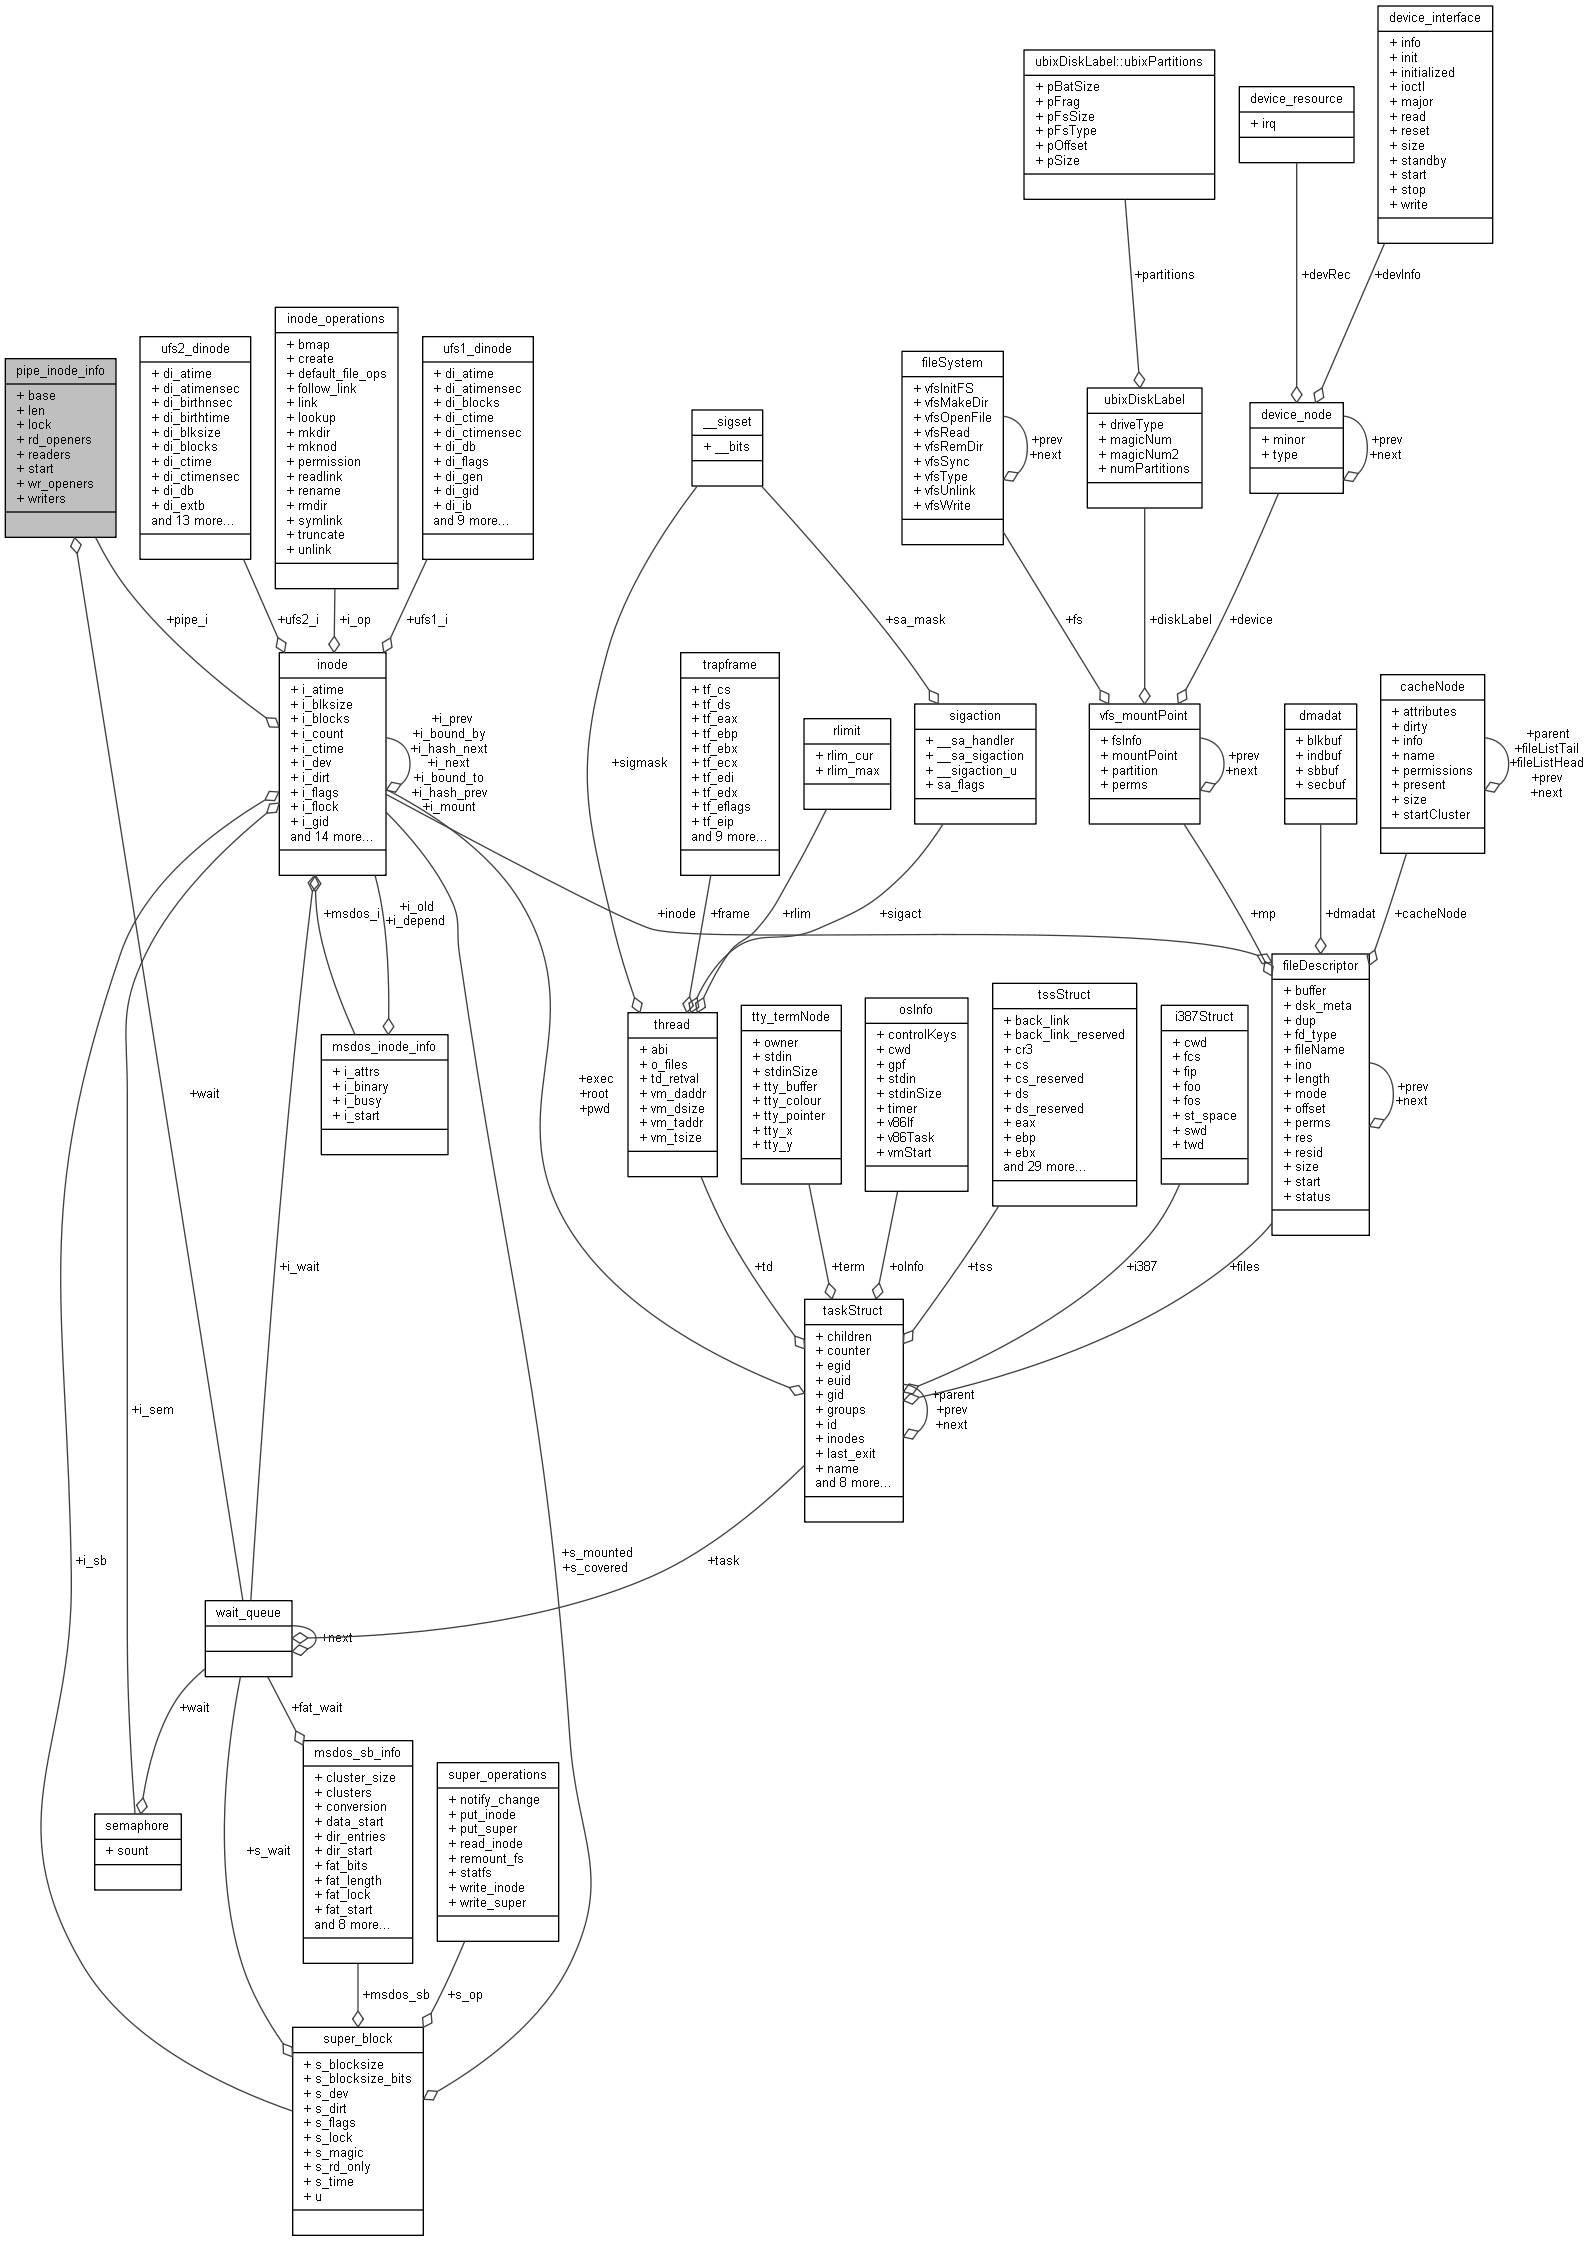 device_interface
+ info
+ init
+ initialized
+ ioctl
+ major
+ read
+ reset
+ size
+ standby
+ start
+ stop
+ write
ubixDiskLabel::ubixPartitions
+ pBatSize
+ pFrag
+ pFsSize
+ pFsType
+ pOffset
+ pSize
device_resource
+ irq
+partitions
+devRec
+devInfo
inode_operations
+ bmap
+ create
+ default_file_ops
+ follow_link
+ link
+ lookup
+ mkdir
+ mknod
+ permission
+ readlink
+ rename
+ rmdir
+ symlink
+ truncate
+ unlink
ufs2_dinode
+ di_atime
+ di_atimensec
+ di_birthnsec
+ di_birthtime
+ di_blksize
+ di_blocks
+ di_ctime
+ di_ctimensec
+ di_db
+ di_extb
and 13 more...
ufs1_dinode
+ di_atime
+ di_atimensec
+ di_blocks
+ di_ctime
+ di_ctimensec
+ di_db
+ di_flags
+ di_gen
+ di_gid
+ di_ib
and 9 more...
pipe_inode_info
+ base
+ len
+ lock
+ rd_openers
+ readers
+ start
+ wr_openers
+ writers
fileSystem
+ vfsInitFS
+ vfsMakeDir
+ vfsOpenFile
+ vfsRead
+ vfsRemDir
+ vfsSync
+ vfsType
+ vfsUnlink
+ vfsWrite
+prev
+next
ubixDiskLabel
+ driveType
+ magicNum
+ magicNum2
+ numPartitions
device_node
+ minor
+ type
+prev
+next
__sigset
+ __bits
+pipe_i
+ufs2_i
+i_op
+ufs1_i
+sa_mask
+fs
+diskLabel
+device
inode
+ i_atime
+ i_blksize
+ i_blocks
+ i_count
+ i_ctime
+ i_dev
+ i_dirt
+ i_flags
+ i_flock
+ i_gid
and 14 more...
+i_prev
+i_bound_by
+i_hash_next
+i_next
+i_bound_to
+i_hash_prev
+i_mount
+sigmask
trapframe
+ tf_cs
+ tf_ds
+ tf_eax
+ tf_ebp
+ tf_ebx
+ tf_ecx
+ tf_edi
+ tf_edx
+ tf_eflags
+ tf_eip
and 9 more...
rlimit
+ rlim_cur
+ rlim_max
sigaction
+ __sa_handler
+ __sa_sigaction
+ __sigaction_u
+ sa_flags
vfs_mountPoint
+ fsInfo
+ mountPoint
+ partition
+ perms
+prev
+next
dmadat
+ blkbuf
+ indbuf
+ sbbuf
+ secbuf
cacheNode
+ attributes
+ dirty
+ info
+ name
+ permissions
+ present
+ size
+ startCluster
+parent
+fileListTail
+fileListHead
+prev
+next
+msdos_i
+i_old
+i_depend
+inode
+frame
+rlim
+sigact
+mp
+dmadat
+cacheNode
msdos_inode_info
+ i_attrs
+ i_binary
+ i_busy
+ i_start
+wait
+exec
+root
+pwd
thread
+ abi
+ o_files
+ td_retval
+ vm_daddr
+ vm_dsize
+ vm_taddr
+ vm_tsize
tty_termNode
+ owner
+ stdin
+ stdinSize
+ tty_buffer
+ tty_colour
+ tty_pointer
+ tty_x
+ tty_y
osInfo
+ controlKeys
+ cwd
+ gpf
+ stdin
+ stdinSize
+ timer
+ v86If
+ v86Task
+ vmStart
tssStruct
+ back_link
+ back_link_reserved
+ cr3
+ cs
+ cs_reserved
+ ds
+ ds_reserved
+ eax
+ ebp
+ ebx
and 29 more...
i387Struct
+ cwd
+ fcs
+ fip
+ foo
+ fos
+ st_space
+ swd
+ twd
fileDescriptor
+ buffer
+ dsk_meta
+ dup
+ fd_type
+ fileName
+ ino
+ length
+ mode
+ offset
+ perms
+ res
+ resid
+ size
+ start
+ status
+prev
+next
+i_wait
+td
+term
+oInfo
+tss
+i387
+files
taskStruct
+ children
+ counter
+ egid
+ euid
+ gid
+ groups
+ id
+ inodes
+ last_exit
+ name
and 8 more...
+parent
+prev
+next
+i_sem
+i_sb
+s_mounted
+s_covered
+task
wait_queue
+next
+wait
+fat_wait
semaphore
+ sount
+s_wait
msdos_sb_info
+ cluster_size
+ clusters
+ conversion
+ data_start
+ dir_entries
+ dir_start
+ fat_bits
+ fat_length
+ fat_lock
+ fat_start
and 8 more...
super_operations
+ notify_change
+ put_inode
+ put_super
+ read_inode
+ remount_fs
+ statfs
+ write_inode
+ write_super
+msdos_sb
+s_op
super_block
+ s_blocksize
+ s_blocksize_bits
+ s_dev
+ s_dirt
+ s_flags
+ s_lock
+ s_magic
+ s_rd_only
+ s_time
+ u